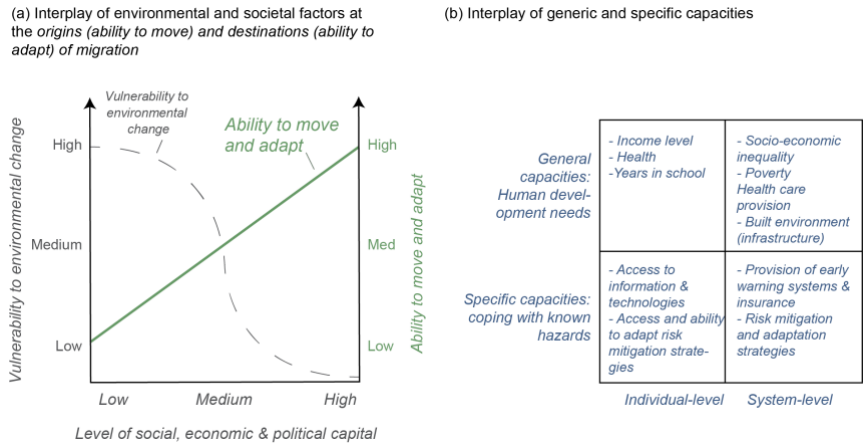 (a) Interplay of environmental and societal factors at
the origins (ability to move) and destinations (ability to
adapt) of migration
Vulnerability to
environmental
change
Ability to move
and adapt
High
Medium
Low
Vulnerability to environmental change
High
Med
Low
Ability to move and adapt
Low
Medium
High
Level of social, economic & political capital
(b) Interplay of generic and specific capacities
General
capacities:
Human devel-
opment needs
- Income level
- Health
-Years in school
- Socio-economic
inequality
- Poverty
Health care
provision
- Built environment
(infrastructure)
Specific capacities:
coping with known
hazards
- Access to
information &
technologies
- Access and ability
to adapt risk
mitigation strate-
gies
- Provision of early
warning systems &
insurance
- Risk mitigation
and adaptation
strategies
Individual-level
System-level